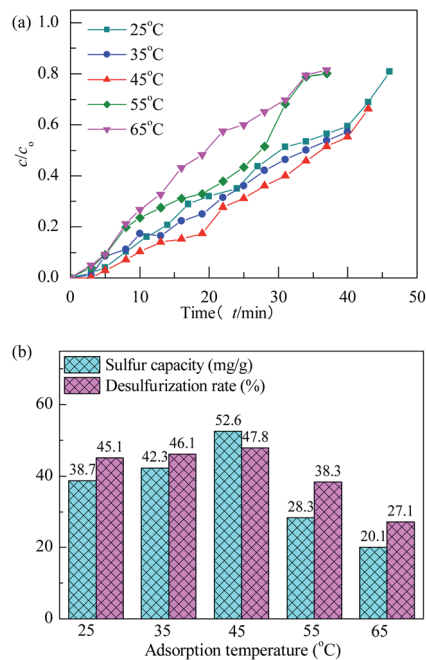 (a)
25°C
35°C
45°C
55°C
65°C
c/c₀
1.0
0.8
0.6
0.4
0.2
0.0
0 10 20 30 40 50
Time( t/min)
(b)
Sulfur capacity (mg/g)
Desulfurization rate (%)
60
40
20
0
38.7 45.1 42.3 46.1 52.6 47.8 28.3 38.3 20.1 27.1
25 35 45 55 65
Adsorption temperature (°C)